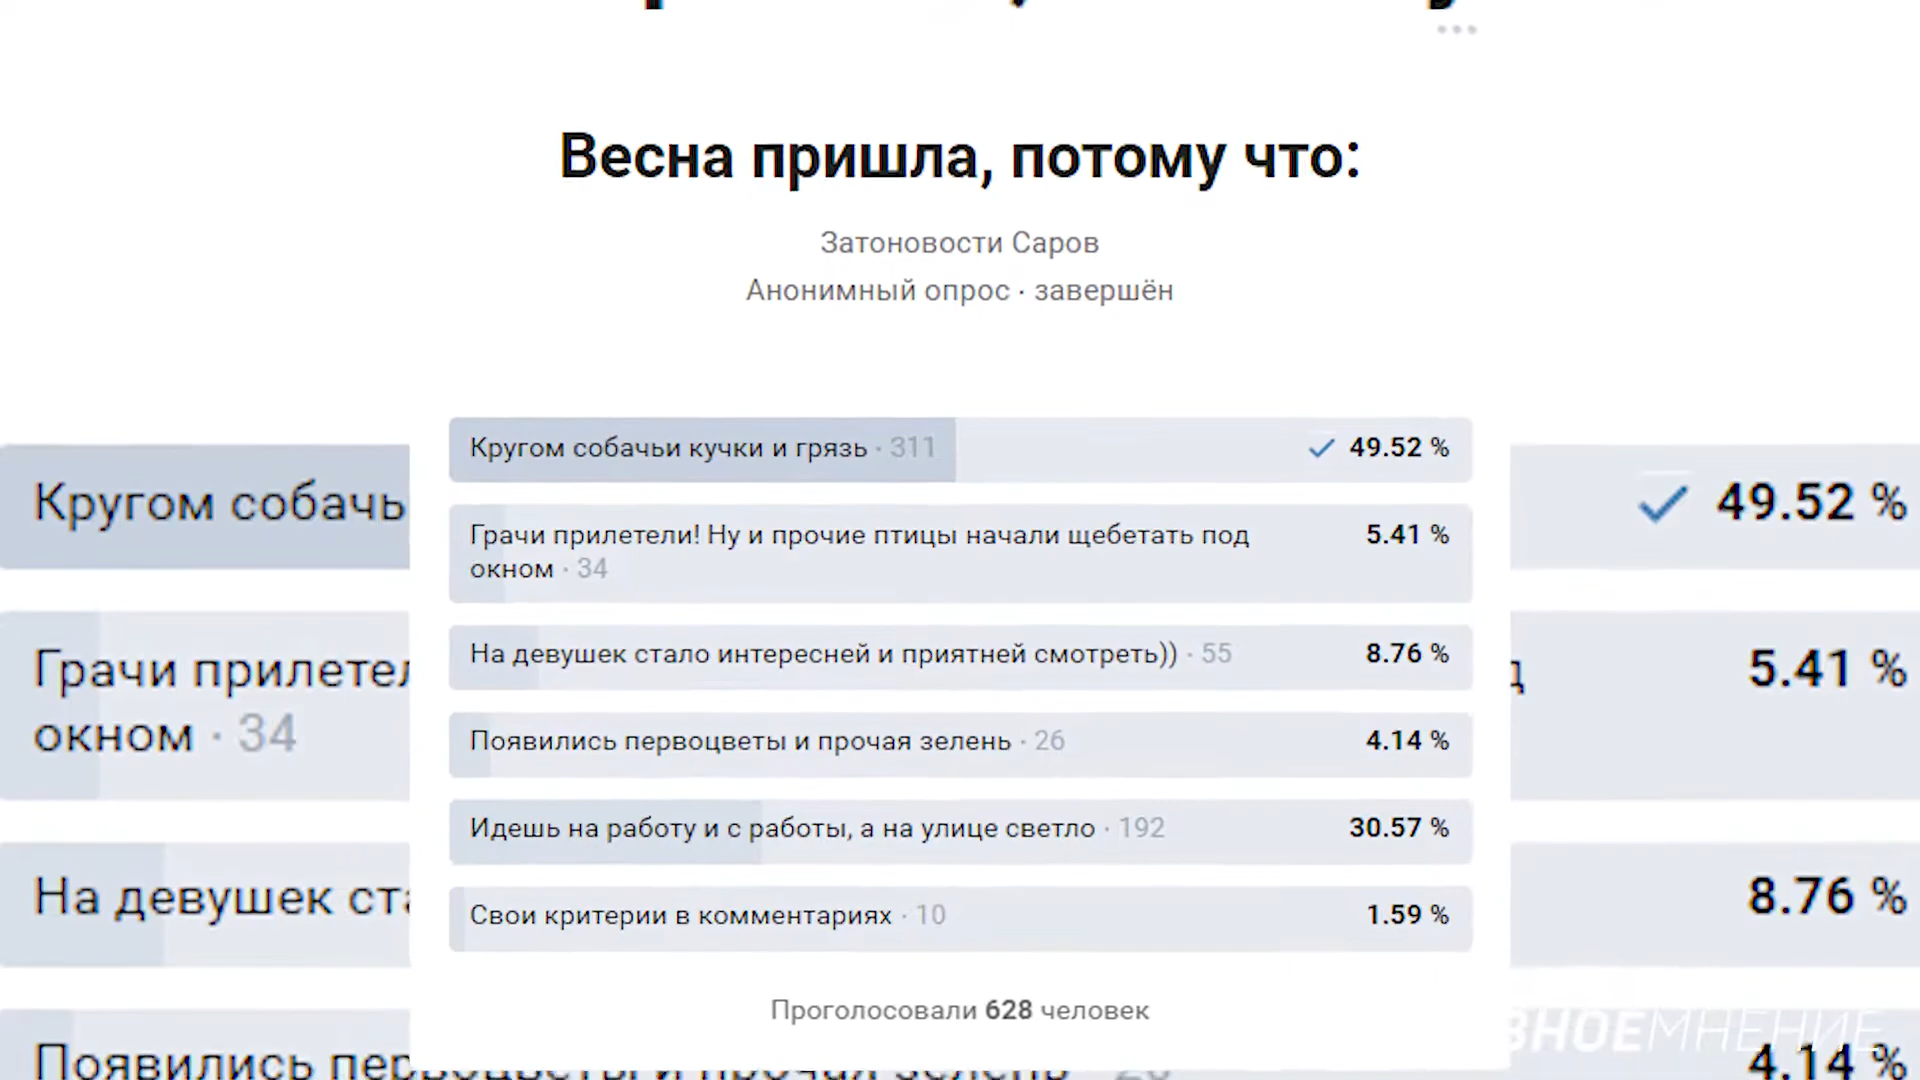 Весна пришла, потому что:
Затоновости Саров
Анонимный опрос · завершён
Кругом собачьи кучки и грязь · 311 49.52 %
Грачи прилетели! Ну и прочие птицы начали щебетать под 5.41 %
окном · 34
На девушек стало интересней и приятней смотреть)) · 55 8.76 %
Появились первоцветы и прочая зелень · 26 4.14 %
Идешь на работу и с работы, а на улице светло · 192 30.57 %
Свои критерии в комментариях · 10 1.59 %
Проголосовали 628 человек
Кругом собачь 49.52 %
Грачи прилетел 5.41 %
окном · 34
На девушек ста 8.76 %
ЗНОЕМНЕНИЕ
Появились 4.14 %